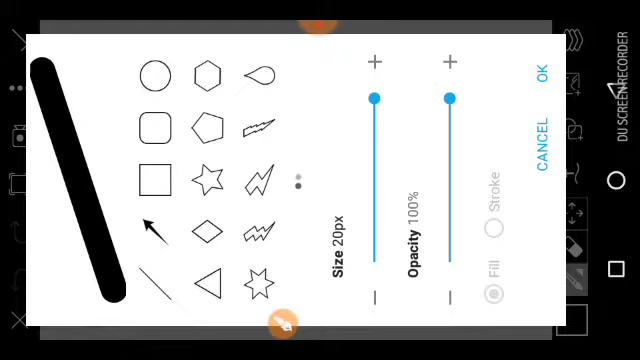 Size 20px
Opacity 100%
Fill
Stroke
CANCEL
OK
DU SCREEN RECORDER